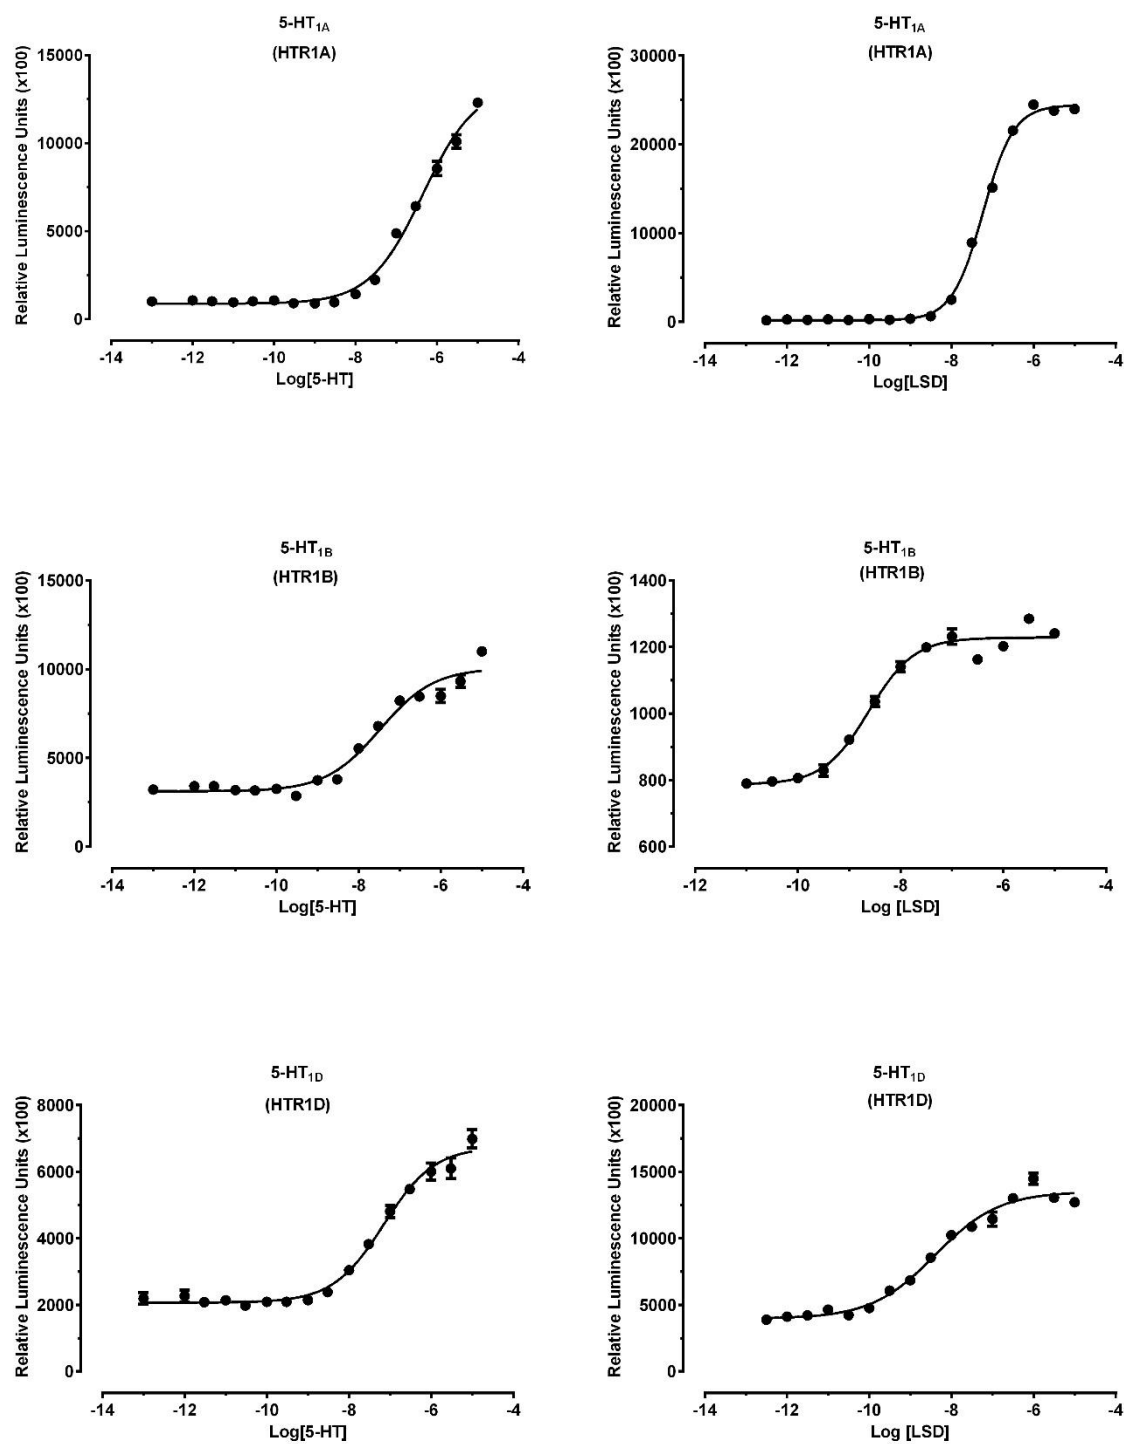 5-HT1A
(HTR1A)
Relative Luminescence Units (x100)
15000
10000
5000
0
-14 -12 -10 -8 -6 -4
Log[5-HT]
5-HT1A
(HTR1A)
Relative Luminescence Units (x100)
30000
20000
10000
0
-14 -12 -10 -8 -6 -4
Log[LSD]
5-HT1B
(HTR1B)
Relative Luminescence Units (x100)
15000
10000
5000
0
-14 -12 -10 -8 -6 -4
Log[5-HT]
5-HT1B
(HTR1B)
Relative Luminescence Units (x100)
1400
1200
1000
800
600
-12 -10 -8 -6 -4
Log [LSD]
5-HT1D
(HTR1D)
Relative Luminescence Units (x100)
8000
6000
4000
2000
0
-14 -12 -10 -8 -6 -4
Log[5-HT]
5-HT1D
(HTR1D)
Relative Luminescence Units (x100)
20000
15000
10000
5000
0
-14 -12 -10 -8 -6 -4
Log [LSD]